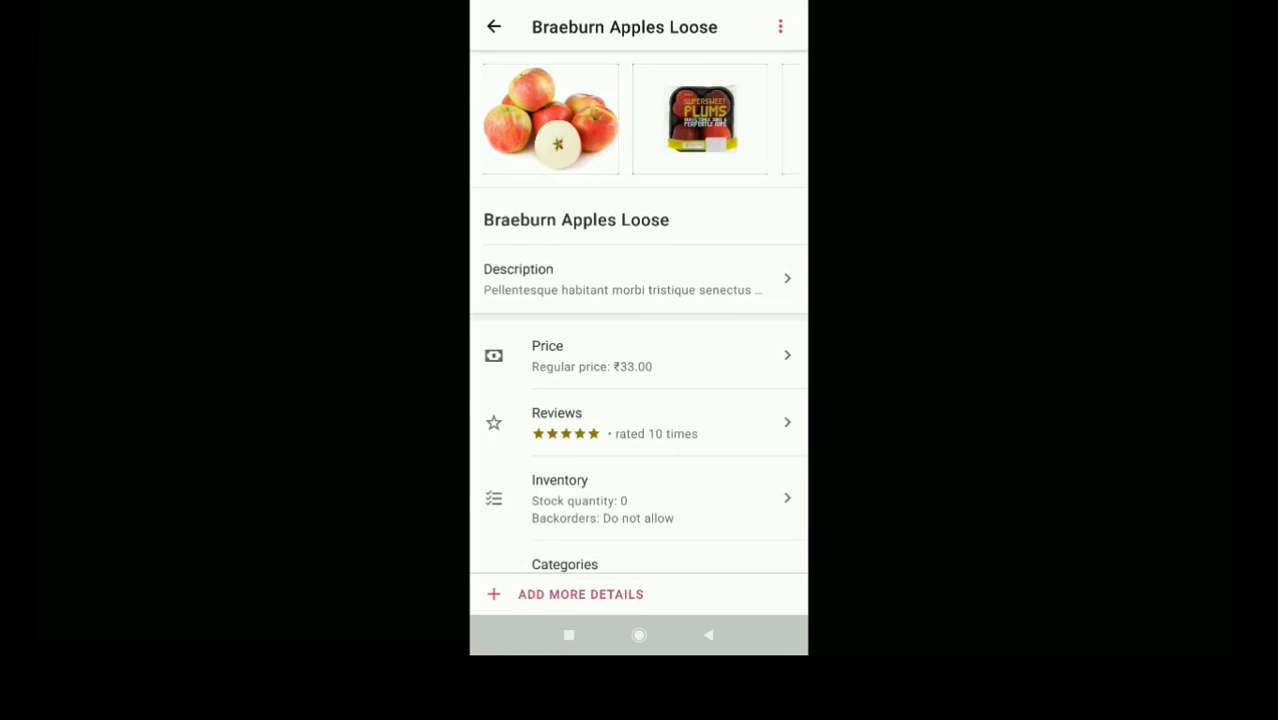 Braeburn Apples Loose
SUPERSWEET
PLUMS
Braeburn Apples Loose
Description
Pellentesque habitant morbi tristique senectus ...
Price
Regular price: ₹33.00
Reviews
• rated 10 times
Inventory
Stock quantity: 0
Backorders: Do not allow
Categories
ADD MORE DETAILS